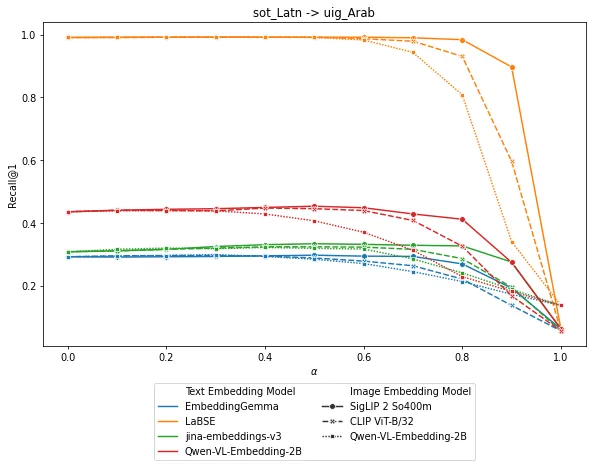 sot_Latn -> uig_Arab
1.0
0.8
0.6
0.4
0.2
Recall@1
0.0 0.2 0.4 0.6 0.8 1.0
α
Text Embedding Model Image Embedding Model
EmbeddingGemma SigLIP 2 So400m
LaBSE CLIP ViT-B/32
jina-embeddings-v3 Qwen-VL-Embedding-2B
Qwen-VL-Embedding-2B